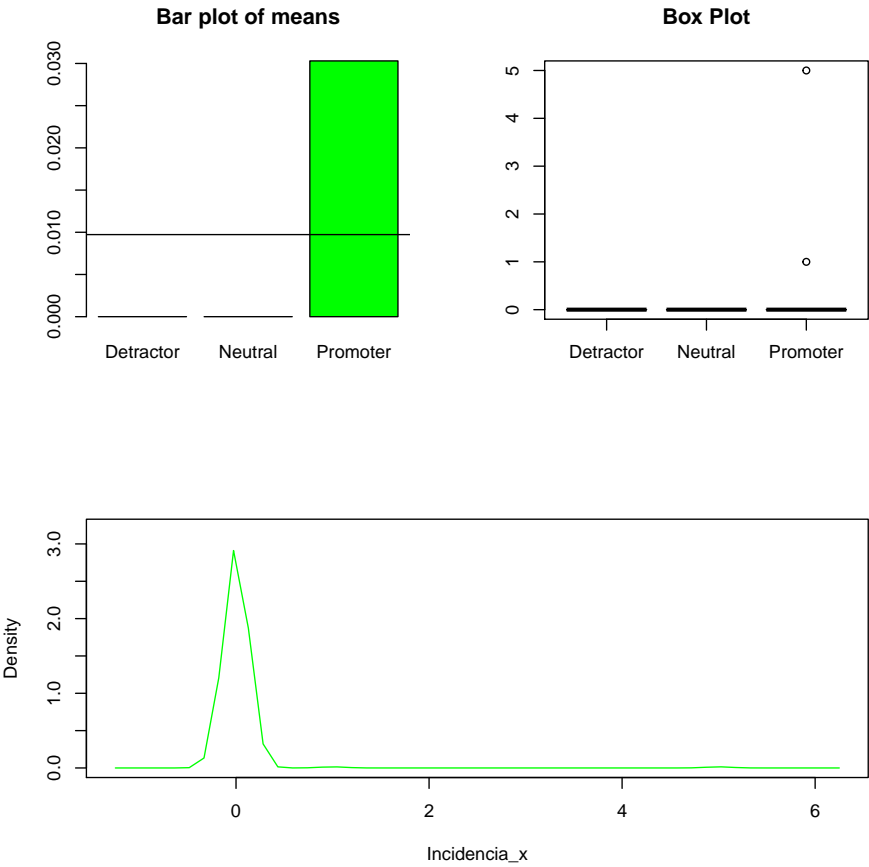 Bar plot of means
0.030
0.020
0.010
0.000
Detractor Neutral Promoter
Box Plot
5
4
3
2
1
0
Detractor Neutral Promoter
Density
3.0
2.0
1.0
0.0
0 2 4 6
Incidencia_x